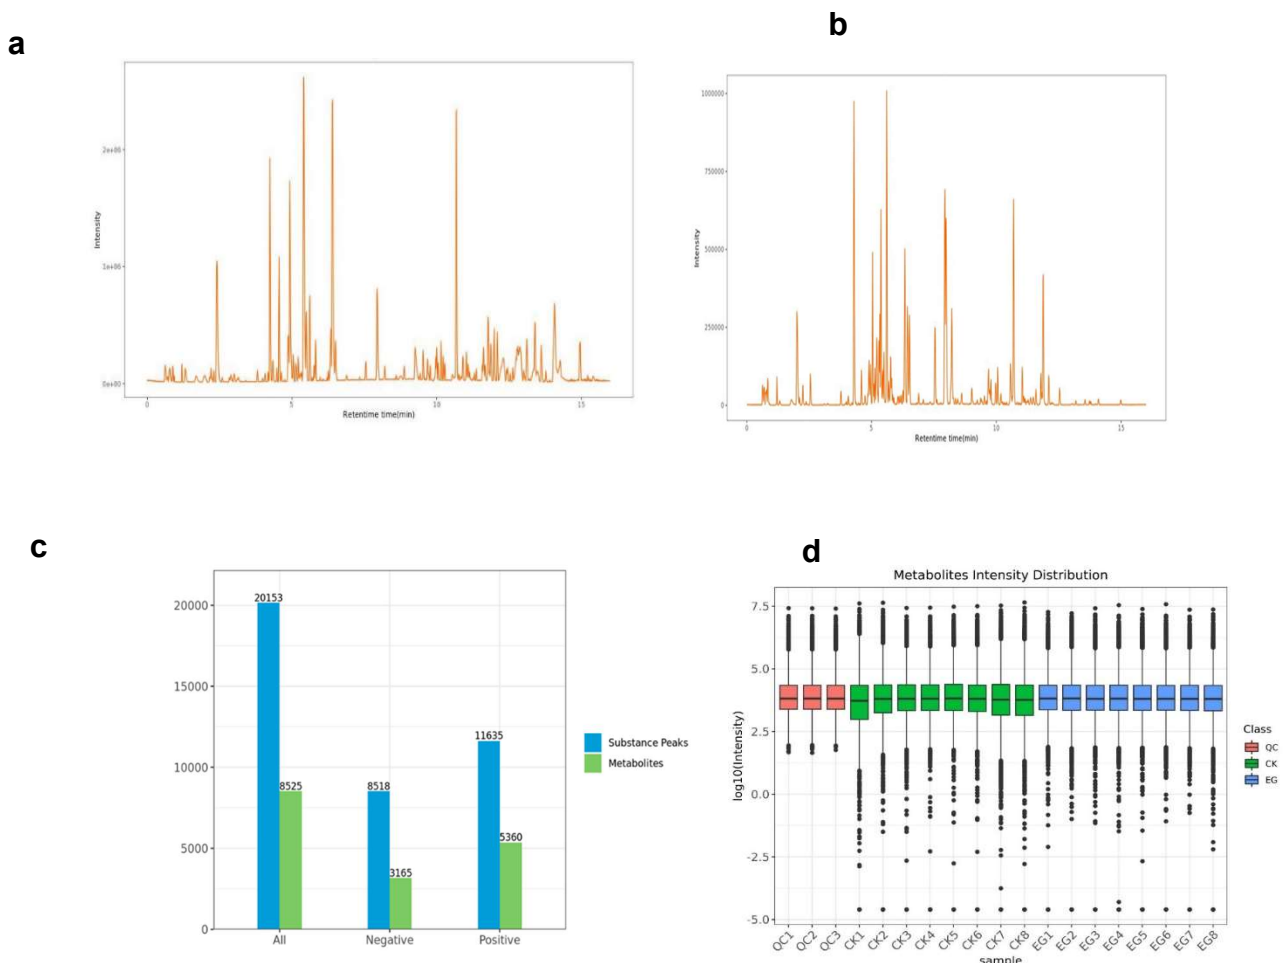 a
Intensity
2e+06
1e+06
0e+00
0
5
10
15
Retentime time(min)
b
Intensity
1000000
750000
500000
250000
0
0
5
10
15
Retentime time(min)
c
20000
15000
10000
5000
0
20153
8525
8518
3165
11635
5360
All
Negative
Positive
Substance Peaks
Metabolites
d
Metabolites Intensity Distribution
log10(Intensity)
7.5
5.0
2.5
0.0
-2.5
-5.0
QC1
QC2
QC3
CK1
CK2
CK3
CK4
CK5
CK6
CK7
CK8
EG1
EG2
EG3
EG4
EG5
EG6
EG7
EG8
sample
Class
QC
CK
EG